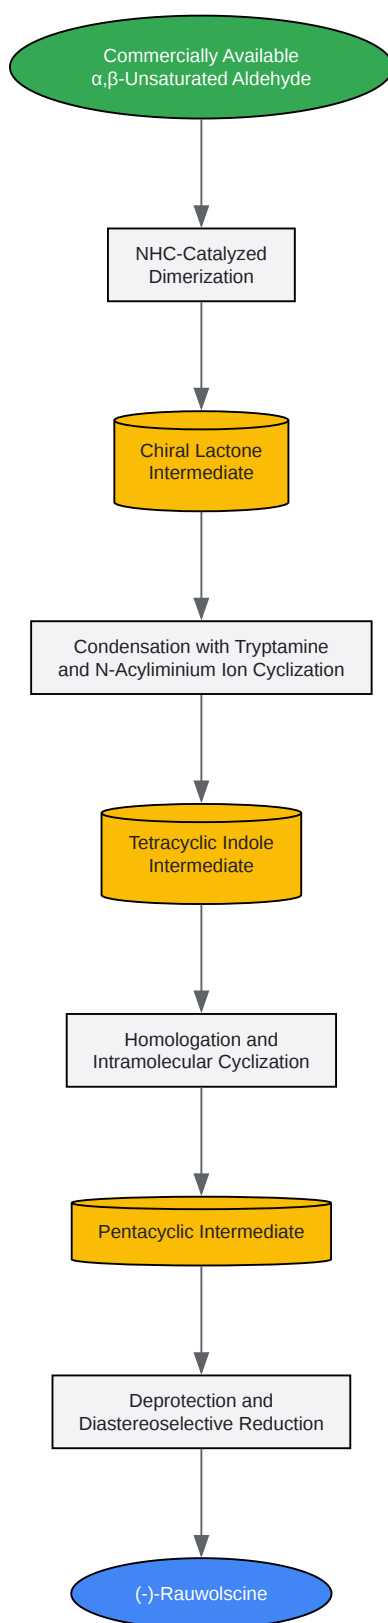 Commercially Available
α,β-Unsaturated Aldehyde
NHC-Catalyzed
Dimerization
Chiral Lactone
Intermediate
Condensation with Tryptamine
and N-Acyliminium Ion Cyclization
Tetracyclic Indole
Intermediate
Homologation and
Intramolecular Cyclization
Pentacyclic Intermediate
Deprotection and
Diastereoselective Reduction
(-)-Rauwolscine